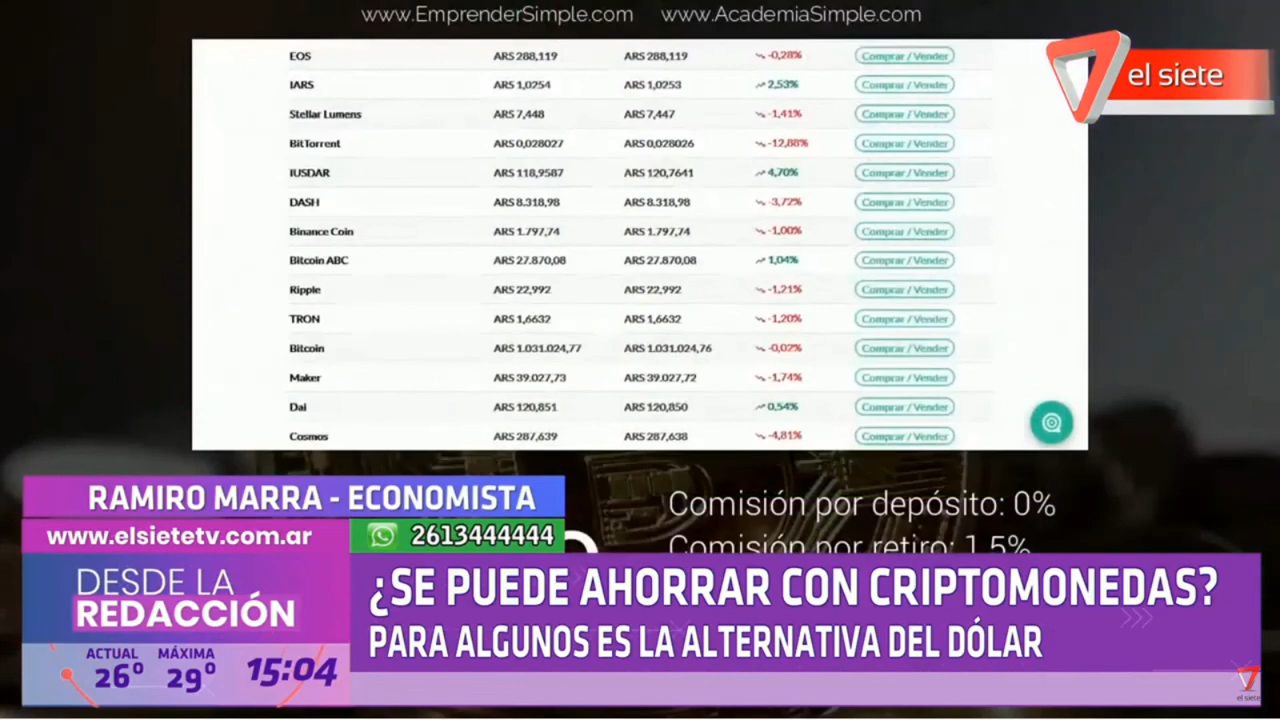 www.EmprenderSimple.com www.AcademiaSimple.com
EOS ARS 288,119 ARS 288,119 -0,28% Comprar / Vender
IARS ARS 1,0254 ARS 1,0253 2,53% Comprar / Vender
Stellar Lumens ARS 7,448 ARS 7,447 -1,41% Comprar / Vender
BitTorrent ARS 0,028027 ARS 0,028026 -12,88% Comprar / Vender
IUSDAR ARS 118,9587 ARS 120,7641 4,70% Comprar / Vender
DASH ARS 8.318,98 ARS 8.318,98 -3,72% Comprar / Vender
Binance Coin ARS 1.797,74 ARS 1.797,74 -1,00% Comprar / Vender
Bitcoin ABC ARS 27.870,08 ARS 27.870,08 1,04% Comprar / Vender
Ripple ARS 22,992 ARS 22,992 -1,21% Comprar / Vender
TRON ARS 1,6632 ARS 1,6632 -1,20% Comprar / Vender
Bitcoin ARS 1.031.024,77 ARS 1.031.024,76 -0,02% Comprar / Vender
Maker ARS 39.027,73 ARS 39.027,72 -1,74% Comprar / Vender
Dai ARS 120,851 ARS 120,850 0,54% Comprar / Vender
Cosmos ARS 287,639 ARS 287,638 -4,81% Comprar / Vender
el siete
Comisión por depósito: 0%
Comisión por retiro: 1,5%
RAMIRO MARRA - ECONOMISTA
www.elsietetv.com.ar 2613444444
DESDE LA
REDACCIÓN
¿SE PUEDE AHORRAR CON CRIPTOMONEDAS?
PARA ALGUNOS ES LA ALTERNATIVA DEL DÓLAR
ACTUAL MÁXIMA
26º 29º 15:04
el siete